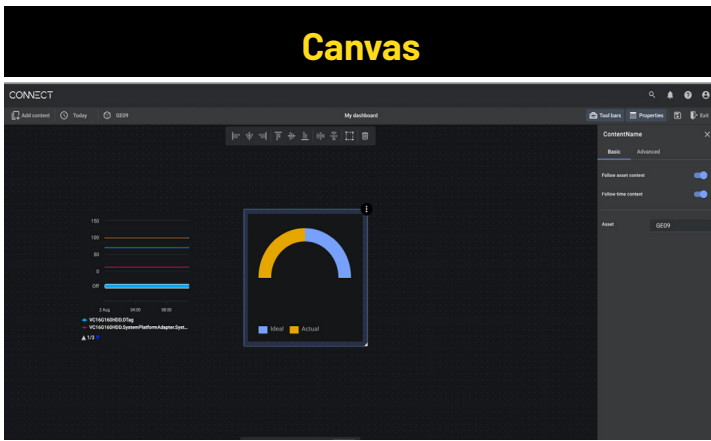 Canvas
CONNECT
Add content Today GE09 My dashboard Tool bars Properties Exit
ContentName
Basic Advanced
Follow asset context
Follow time context
Asset GE09
150
100
50
0
Off
2 Aug 04:00 08:00
VC16G160HDD.DTag
VC16G160HDD.SystemPlatformAdapter.Syst...
1/3
Ideal Actual